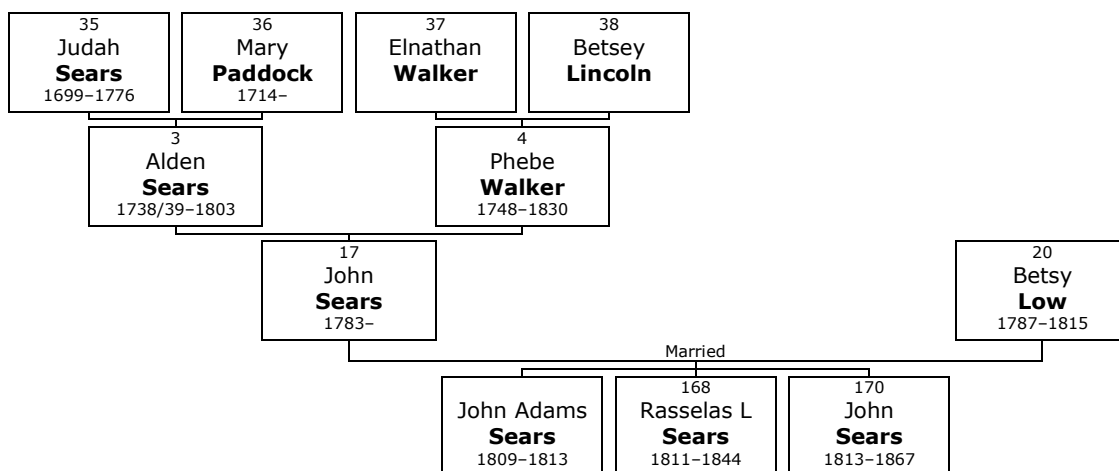 35
Judah
Sears
1699–1776
36
Mary
Paddock
1714–
37
Elnathan
Walker
38
Betsey
Lincoln
3
Alden
Sears
1738/39–1803
4
Phebe
Walker
1748–1830
17
John
Sears
1783–
20
Betsy
Low
1787–1815
Married
John Adams
Sears
1809–1813
168
Rasselas L
Sears
1811–1844
170
John
Sears
1813–1867